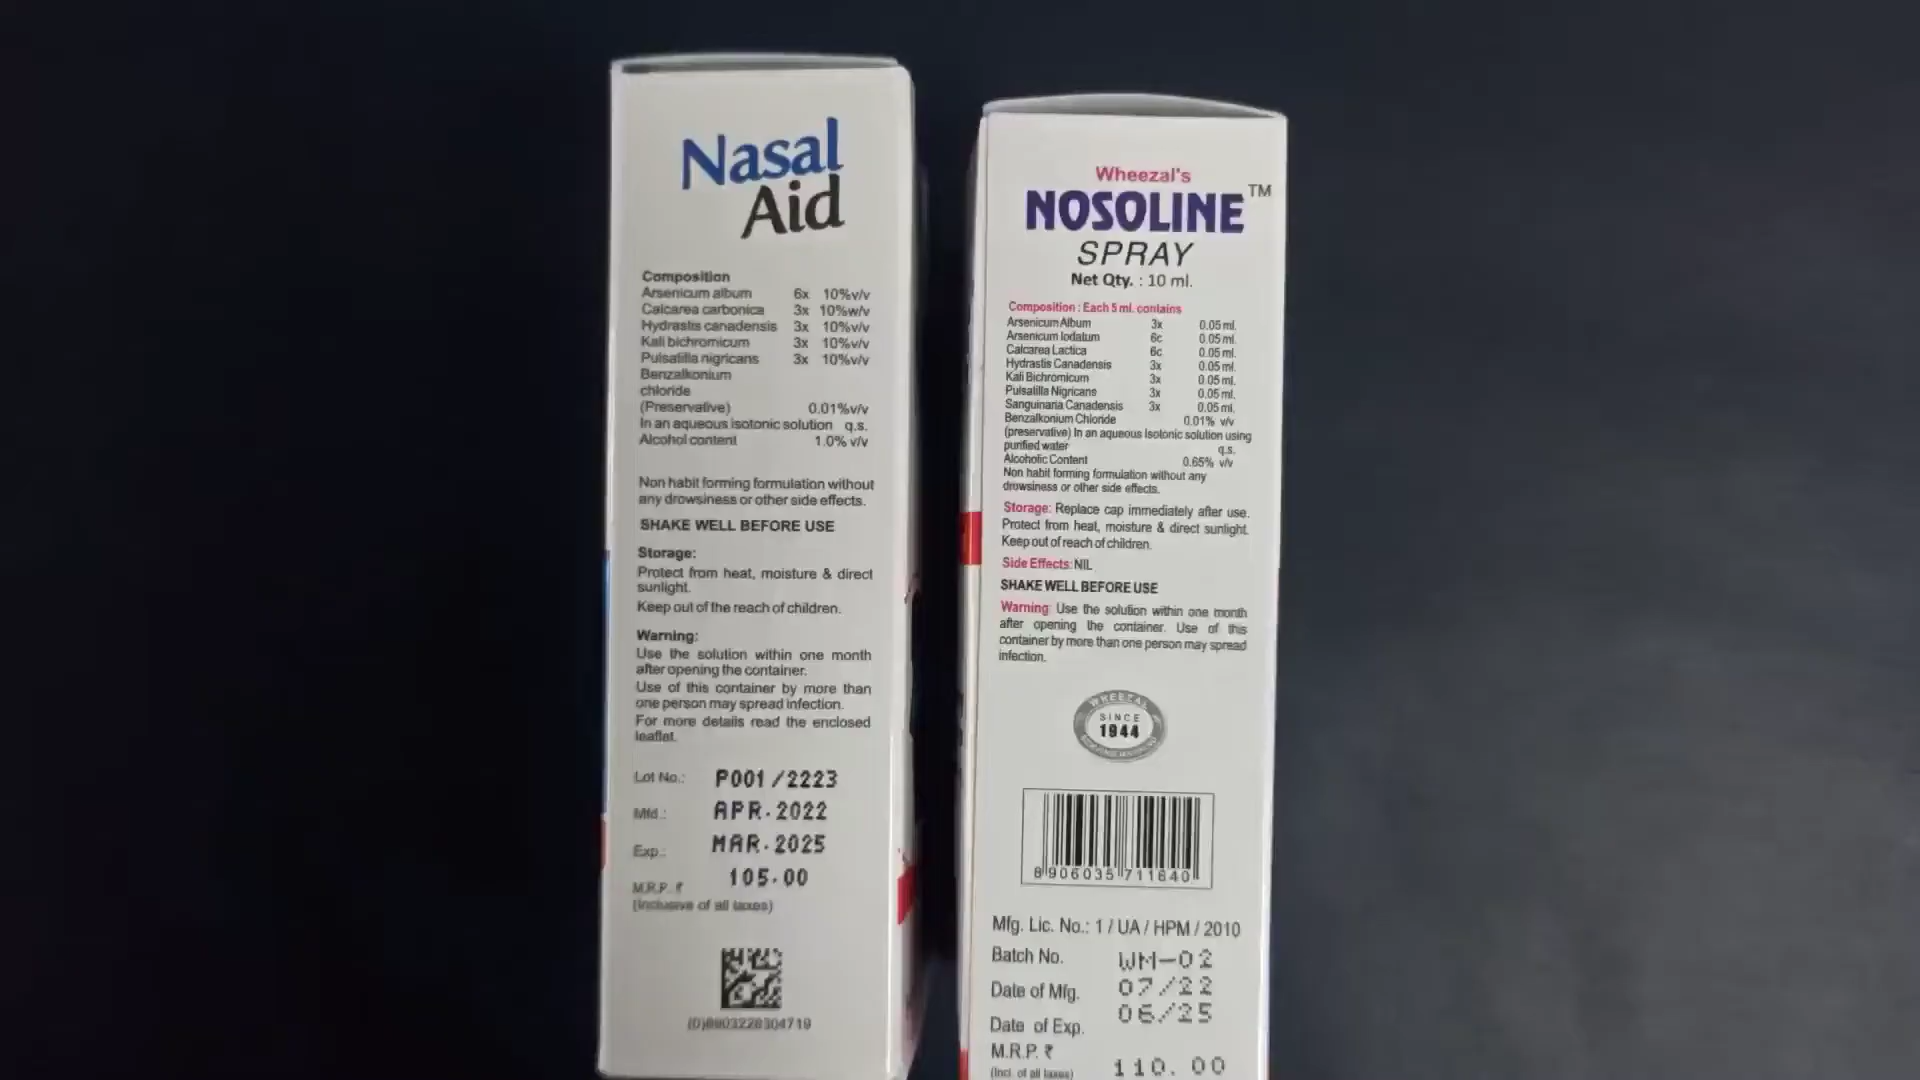 Nasal
Aid
Composition
Arsenicum album 6x 10%v/v
Calcarea carbonica 3x 10%w/v
Hydrastis canadensis 3x 10%v/v
Kali bichromicum 3x 10%v/v
Pulsatilla nigricans 3x 10%v/v
Benzalkonium
chloride
(Preservative) 0.01%v/v
In an aqueous isotonic solution q.s.
Alcohol content 1.0% v/v
Non habit forming formulation without
any drowsiness or other side effects.
SHAKE WELL BEFORE USE
Storage:
Protect from heat, moisture & direct
sunlight.
Keep out of the reach of children.
Warning:
Use the solution within one month
after opening the container.
Use of this container by more than
one person may spread infection.
For more details read the enclosed
leaflet.
Lot No.: P001/2223
Mfd.: APR.2022
Exp.: MAR.2025
M.R.P. ₹ 105.00
(Inclusive of all taxes)
(0)8903228304719
Wheezal's
NOSOLINE™
SPRAY
Net Qty. : 10 ml.
Composition : Each 5 ml. contains
Arsenicum Album 3x 0.05 ml.
Arsenicum Iodatum 6c 0.05 ml.
Calcarea Lactica 6c 0.05 ml.
Hydrastis Canadensis 3x 0.05 ml.
Kali Bichromicum 3x 0.05 ml.
Pulsatilla Nigricans 3x 0.05 ml.
Sanguinaria Canadensis 3x 0.05 ml.
Benzalkonium Chloride 0.01% v/v
(preservative) In an aqueous Isotonic solution using
purified water q.s.
Alcoholic Content 0.65% v/v
Non habit forming formulation without any
drowsiness or other side effects.
Storage: Replace cap immediately after use.
Protect from heat, moisture & direct sunlight.
Keep out of reach of children.
Side Effects: NIL
SHAKE WELL BEFORE USE
Warning: Use the solution within one month
after opening the container. Use of this
container by more than one person may spread
infection.
WHEEZAL
SINCE
1944
8 906035 711640
Mfg. Lic. No.: 1 / UA / HPM / 2010
Batch No. WM-02
Date of Mfg. 07/22
Date of Exp. 06/25
M.R.P. ₹ 110.00
(Incl. of all taxes)